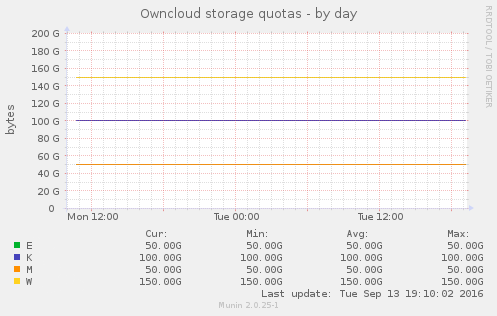 Owncloud storage quotas - by day
RRDTOOL / TOBI OETIKER
bytes
200 G
180 G
160 G
140 G
120 G
100 G
80 G
60 G
40 G
20 G
0
Mon 12:00 Tue 00:00 Tue 12:00
Cur: Min: Avg: Max:
E 50.00G 50.00G 50.00G 50.00G
K 100.00G 100.00G 100.00G 100.00G
M 50.00G 50.00G 50.00G 50.00G
W 150.00G 150.00G 150.00G 150.00G
Last update: Tue Sep 13 19:10:02 2016
Munin 2.0.25-1